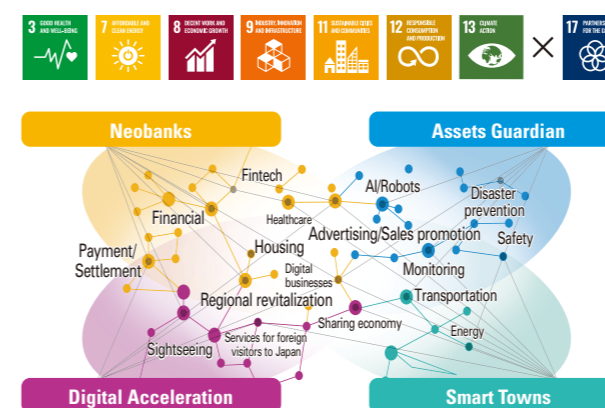 3 GOOD HEALTH
AND WELL-BEING
7 AFFORDABLE AND
CLEAN ENERGY
8 DECENT WORK AND
ECONOMIC GROWTH
9 INDUSTRY, INNOVATION
AND INFRASTRUCTURE
11 SUSTAINABLE CITIES
AND COMMUNITIES
12 RESPONSIBLE
CONSUMPTION
AND PRODUCTION
13 CLIMATE
ACTION
×
17 PARTNERS
FOR THE G
Neobanks
Assets Guardian
Fintech
AI/Robots
Disaster
prevention
Financial
Healthcare
Advertising/Sales promotion
Safety
Payment/
Settlement
Housing
Monitoring
Digital
businesses
Regional revitalization
Transportation
Sharing economy
Energy
Sightseeing
Services for foreign
visitors to Japan
Digital Acceleration
Smart Towns